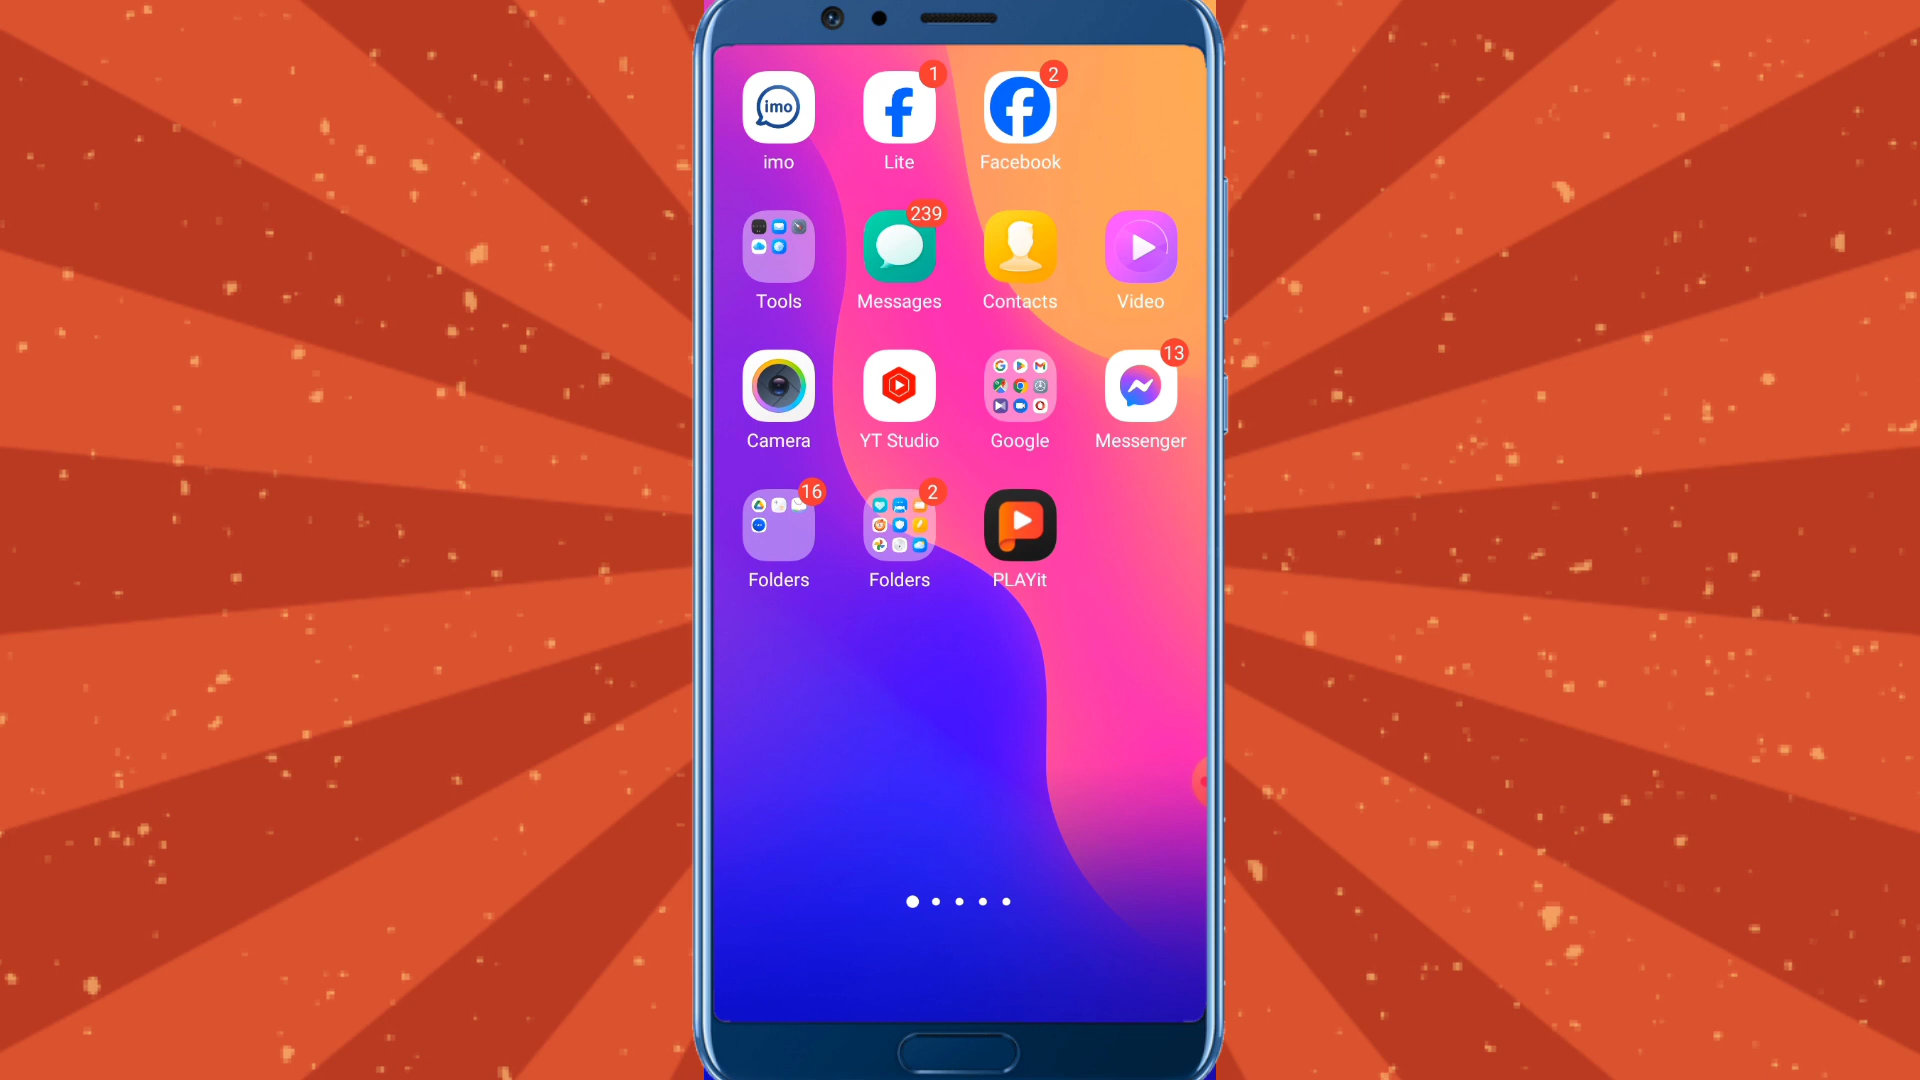 imo
1
2
imo Lite Facebook
239
Tools Messages Contacts Video
13
Camera YT Studio Google Messenger
16 2
Folders Folders PLAYit